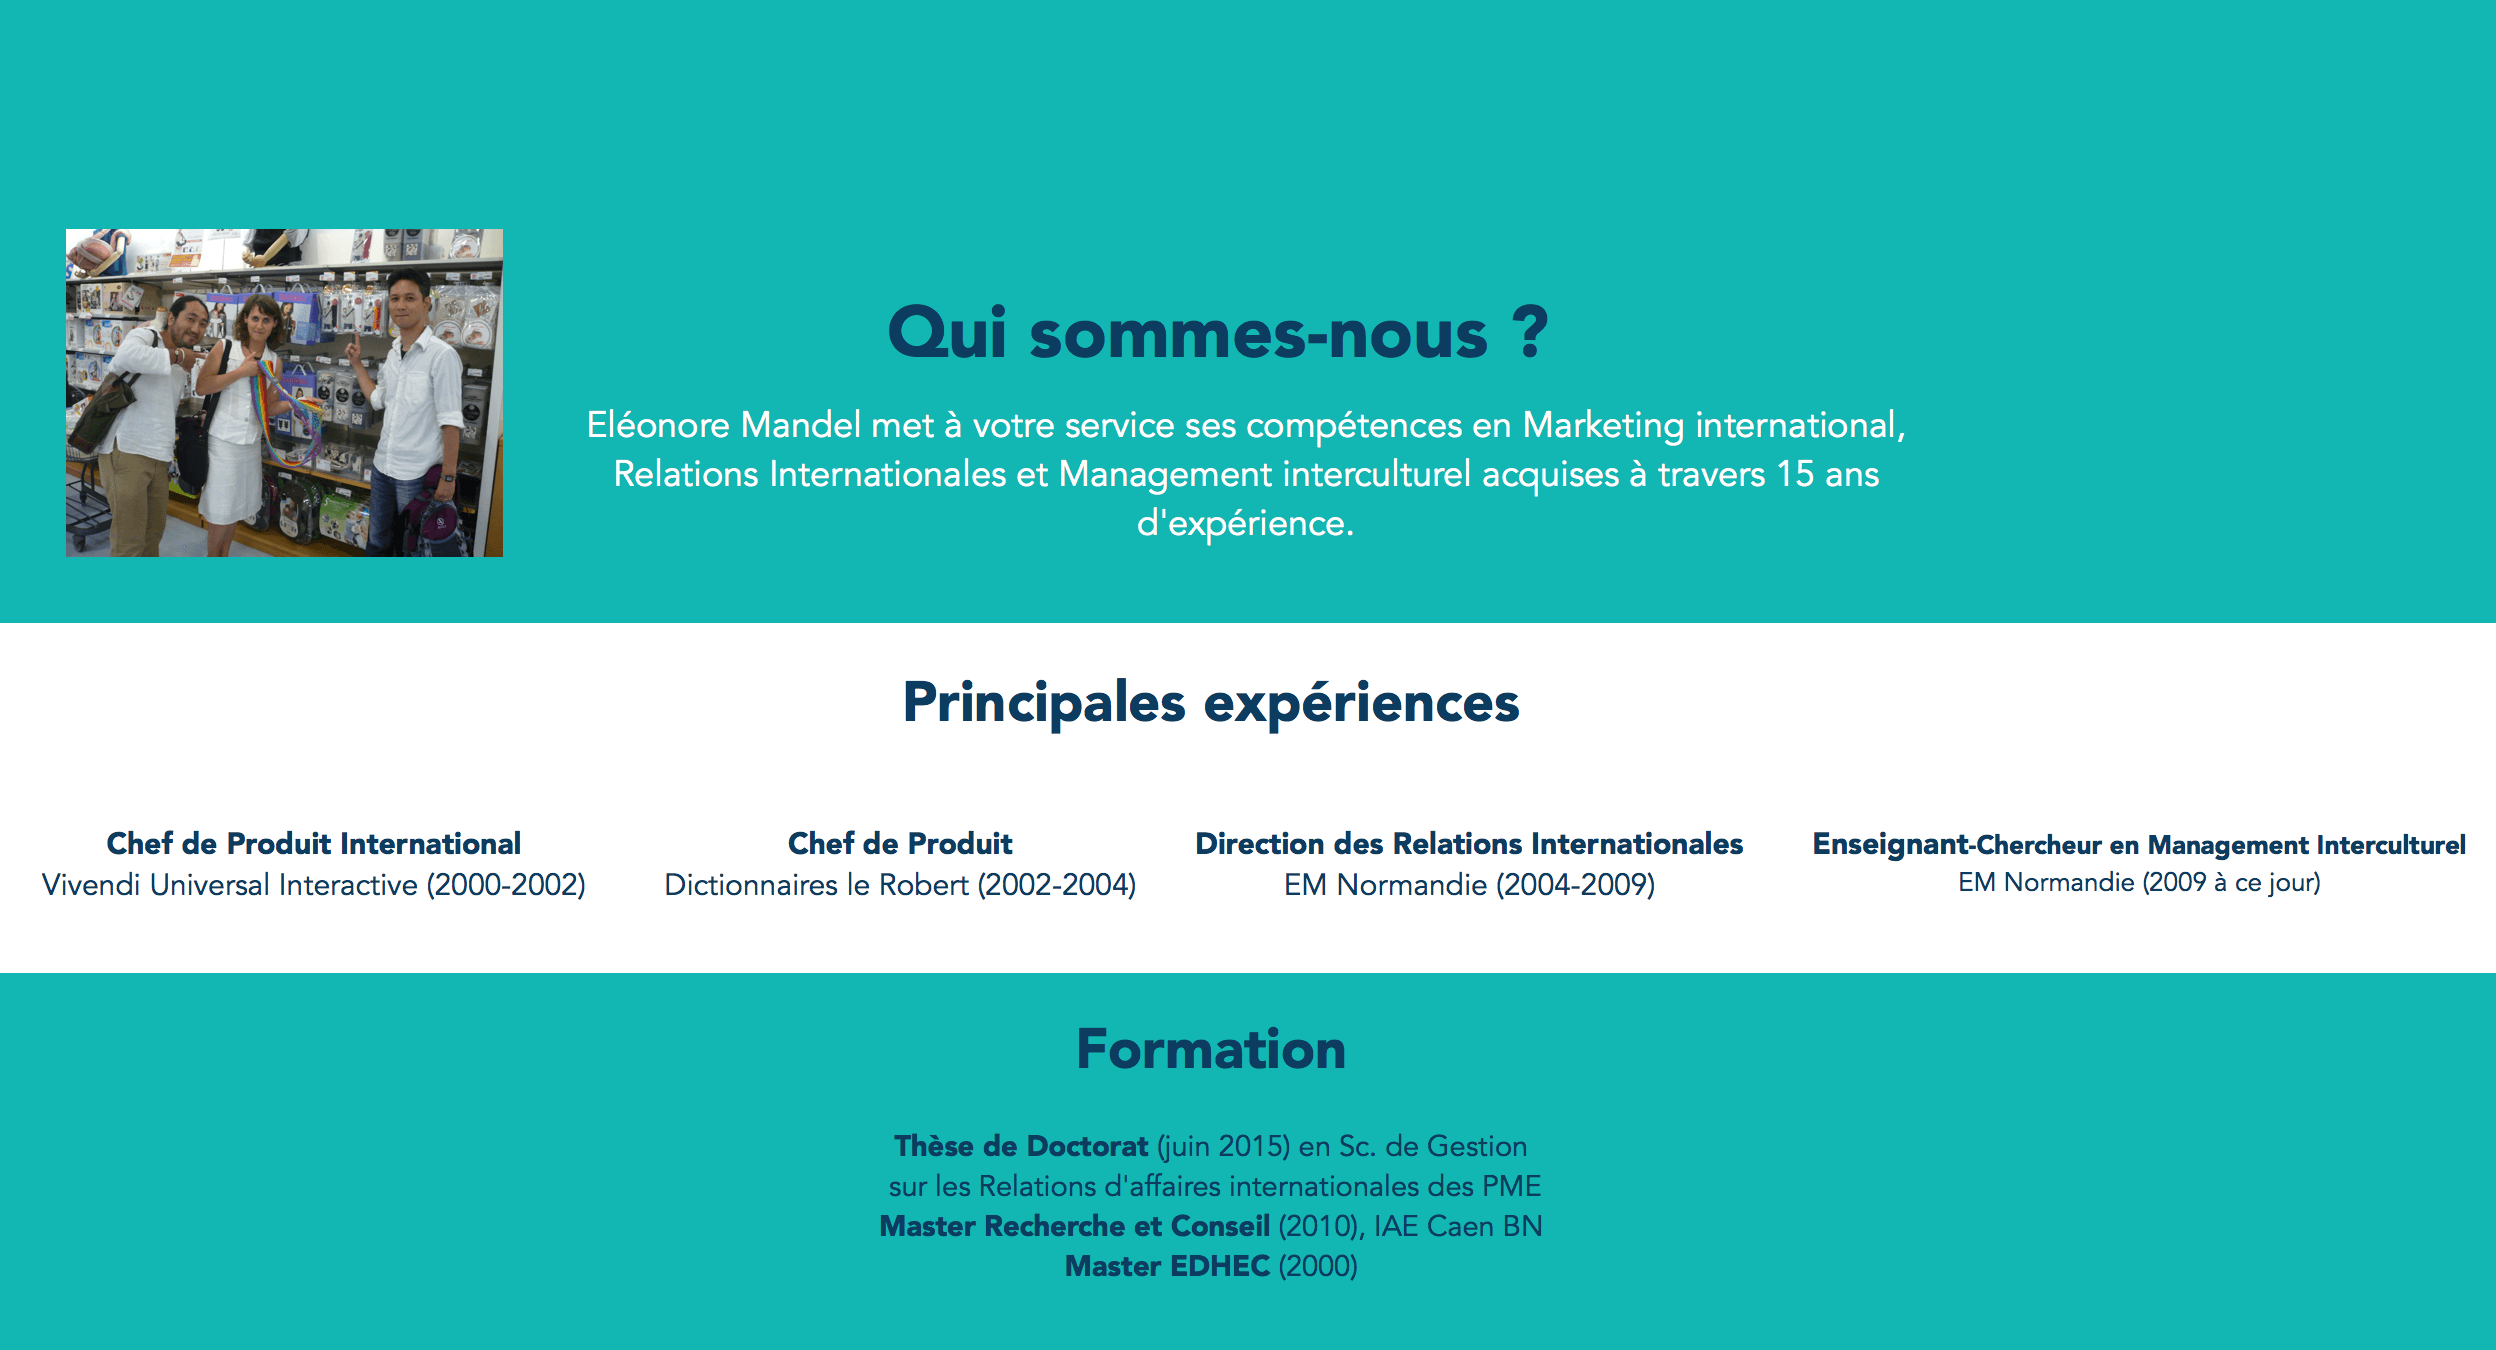 Qui sommes-nous ?
Eléonore Mandel met à votre service ses compétences en Marketing international,
Relations Internationales et Management interculturel acquises à travers 15 ans
d'expérience.
Principales expériences
Chef de Produit International
Vivendi Universal Interactive (2000-2002)
Chef de Produit
Dictionnaires le Robert (2002-2004)
Direction des Relations Internationales
EM Normandie (2004-2009)
Enseignant-Chercheur en Management Interculturel
EM Normandie (2009 à ce jour)
Formation
Thèse de Doctorat (juin 2015) en Sc. de Gestion
sur les Relations d'affaires internationales des PME
Master Recherche et Conseil (2010), IAE Caen BN
Master EDHEC (2000)